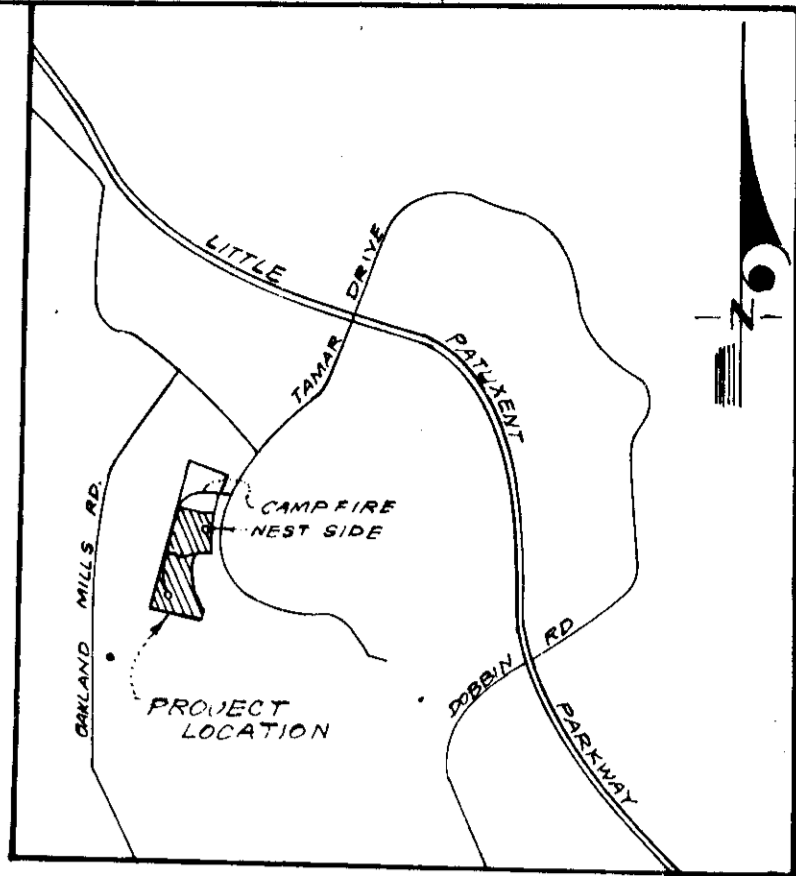 LITTLE
PATUXENT
PARKWAY
TAMAR DRIVE
N
CAMPFIRE
NEST SIDE
OAKLAND MILLS RD.
DOBBIN RD
PROJECT
LOCATION